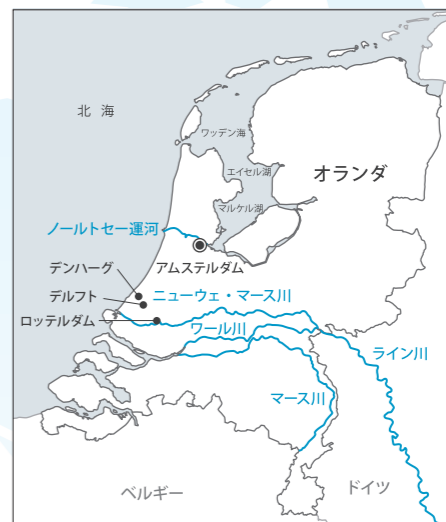 北 海
ワッデン海
エイセル湖
オランダ
マルケル湖
ノールトセー運河
アムステルダム
デンハーグ
デルフト
ニューウェ・マース川
ロッテルダム
ワール川
ライン川
マース川
ベルギー
ドイツ